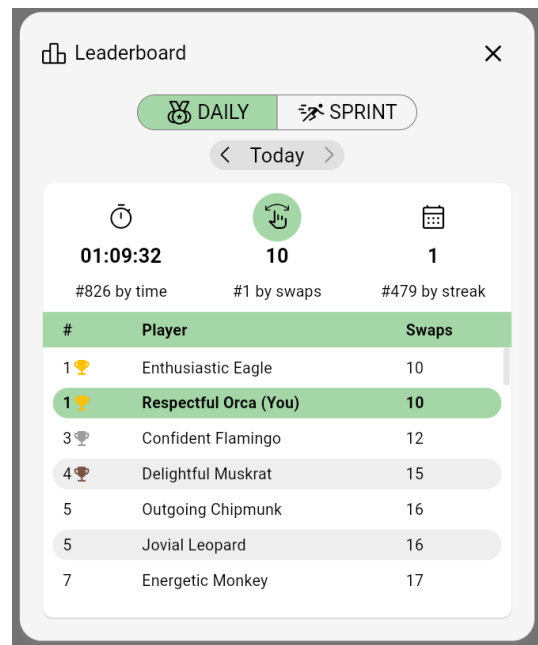 Leaderboard
DAILY SPRINT
Today
01:09:32 10 1
#826 by time #1 by swaps #479 by streak
# Player Swaps
1 Enthusiastic Eagle 10
1 Respectful Orca (You) 10
3 Confident Flamingo 12
4 Delightful Muskrat 15
5 Outgoing Chipmunk 16
5 Jovial Leopard 16
7 Energetic Monkey 17